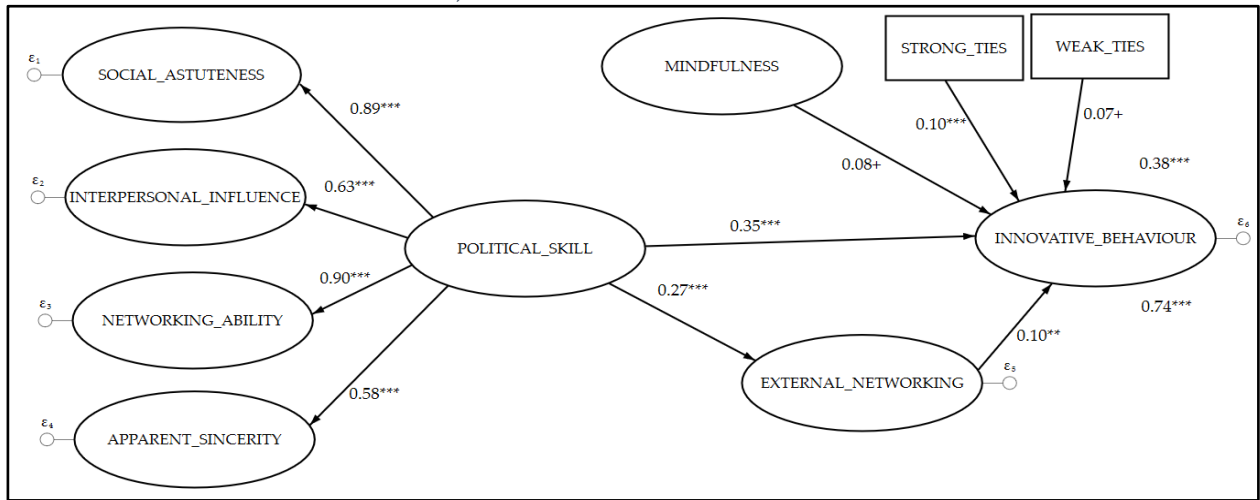 ε₁
SOCIAL_ASTUTENESS
MINDFULNESS
STRONG_TIES
WEAK_TIES
0.89***
0.10***
0.07+
0.08+
0.38***
ε₂
INTERPERSONAL_INFLUENCE
0.63***
POLITICAL_SKILL
0.35***
INNOVATIVE_BEHAVIOUR
ε₆
0.90***
0.27***
ε₃
NETWORKING_ABILITY
0.74***
0.10**
EXTERNAL_NETWORKING
ε₅
0.58***
ε₄
APPARENT_SINCERITY